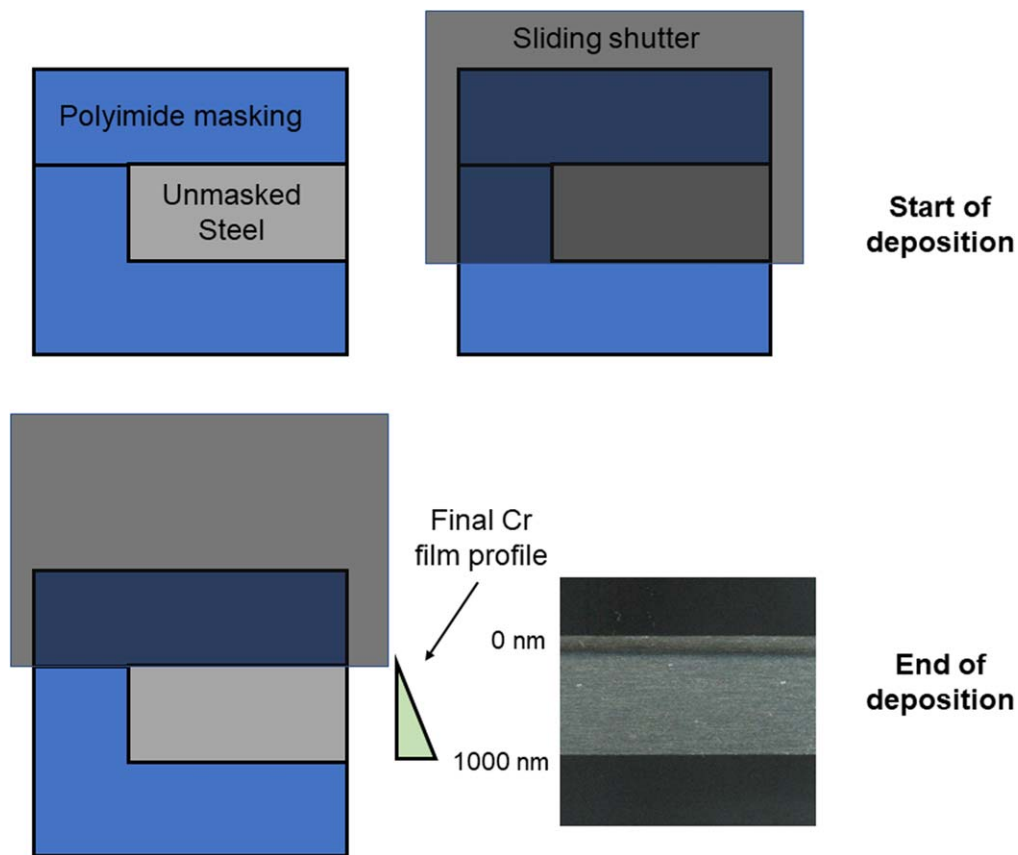 Sliding shutter
Polyimide masking
Unmasked
Steel
Start of
deposition
Final Cr
film profile
0 nm
1000 nm
End of
deposition